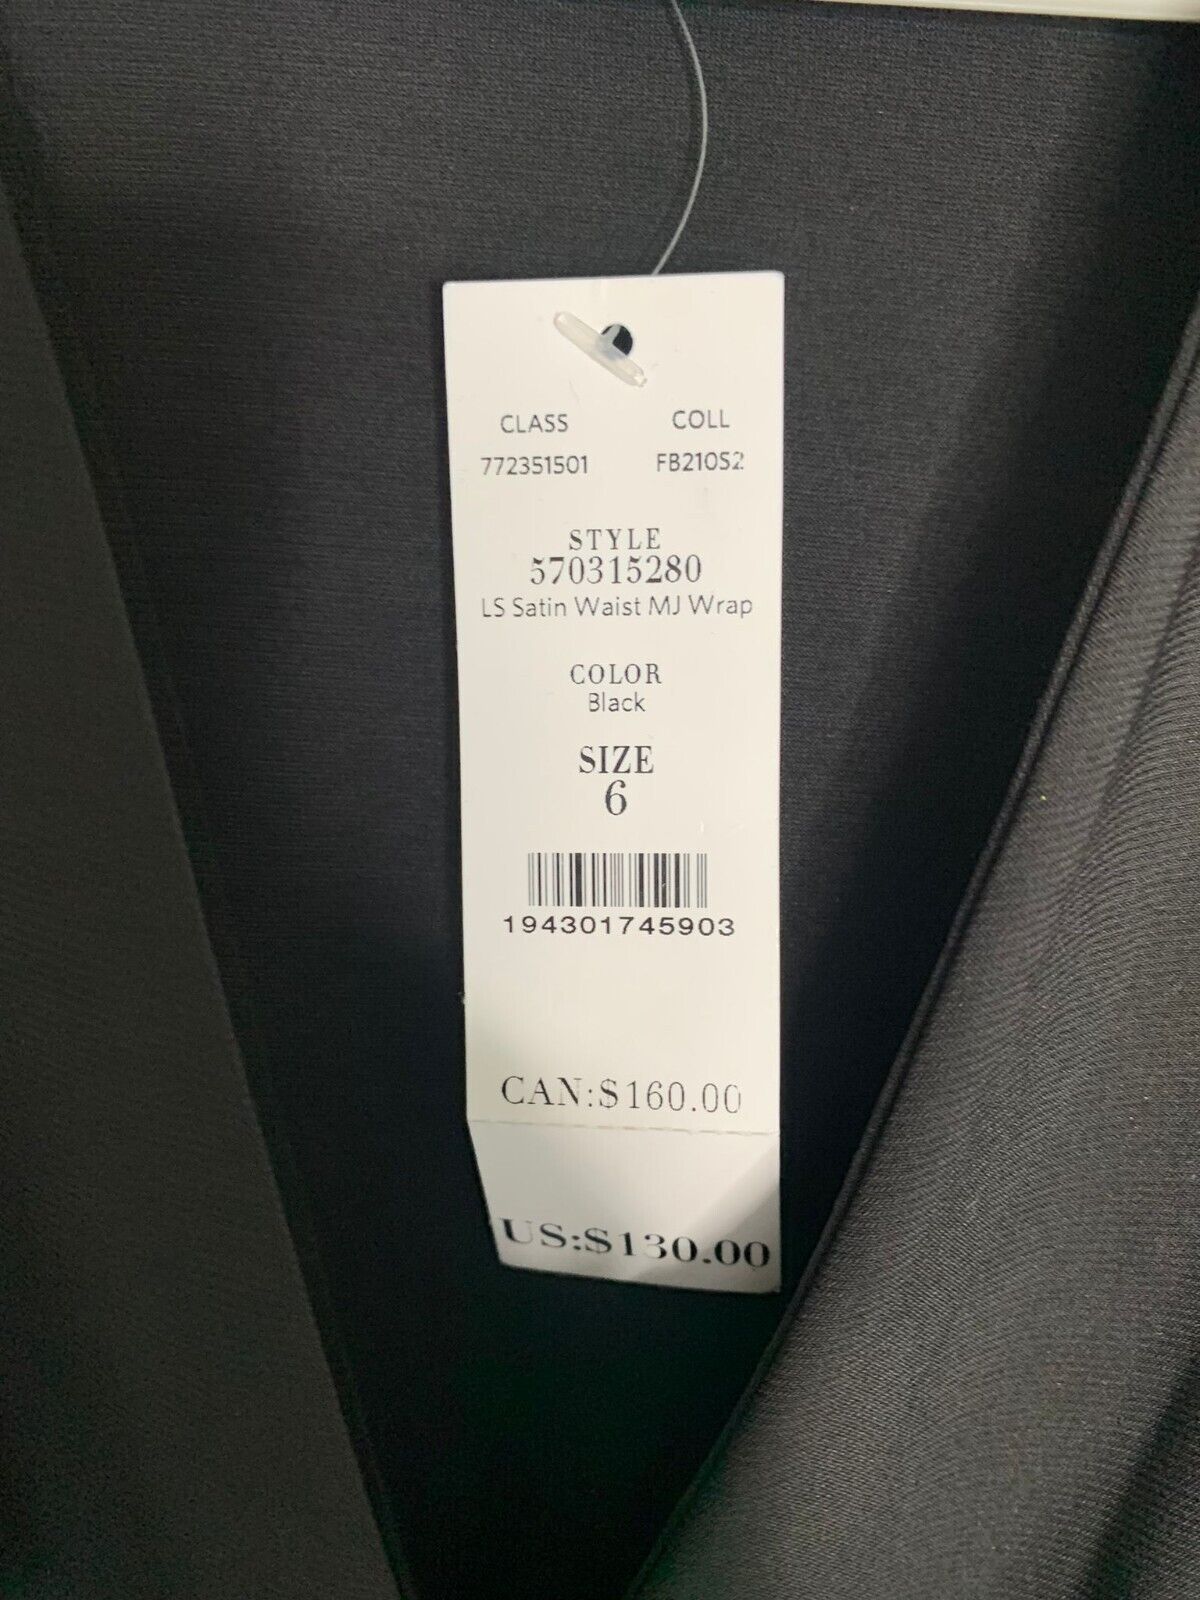 CLASS COLL
772351501 FB21OS2
STYLE
570315280
LS Satin Waist MJ Wrap
COLOR
Black
SIZE
6
194301745903
CAN:$160.00
US:$130.00